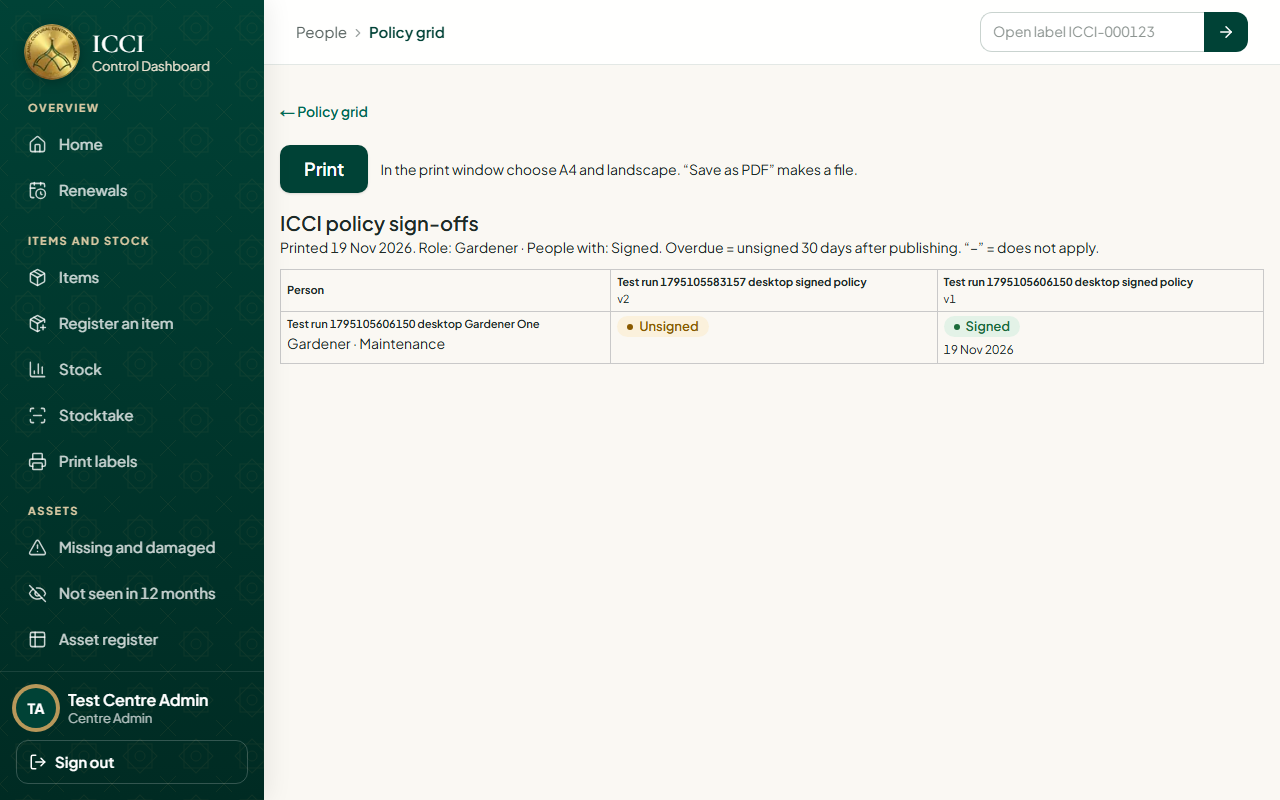 ICCI
Control Dashboard
OVERVIEW
Home
Renewals
ITEMS AND STOCK
Items
Register an item
Stock
Stocktake
Print labels
ASSETS
Missing and damaged
Not seen in 12 months
Asset register
TA
Test Centre Admin
Centre Admin
Sign out
People › Policy grid
Open label ICCI-000123
← Policy grid
Print
In the print window choose A4 and landscape. “Save as PDF” makes a file.
ICCI policy sign-offs
Printed 19 Nov 2026. Role: Gardener · People with: Signed. Overdue = unsigned 30 days after publishing. “–” = does not apply.
Person
Test run 1795105583157 desktop signed policy
v2
Test run 1795105606150 desktop signed policy
v1
Test run 1795105606150 desktop Gardener One
Gardener · Maintenance
Unsigned
Signed
19 Nov 2026